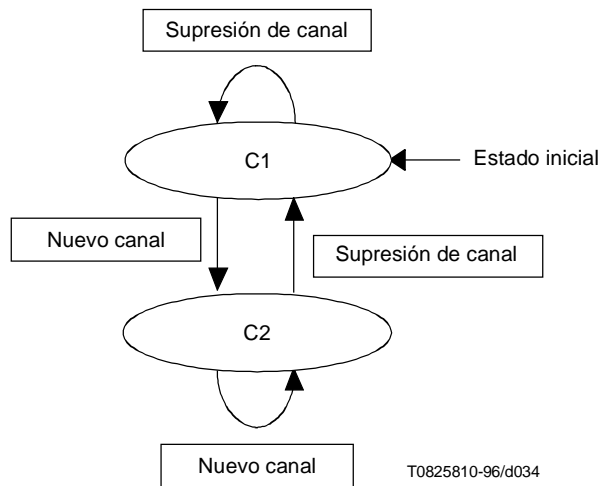 Supresión de canal
C1
Estado inicial
Nuevo canal
Supresión de canal
C2
Nuevo canal
T0825810-96/d034